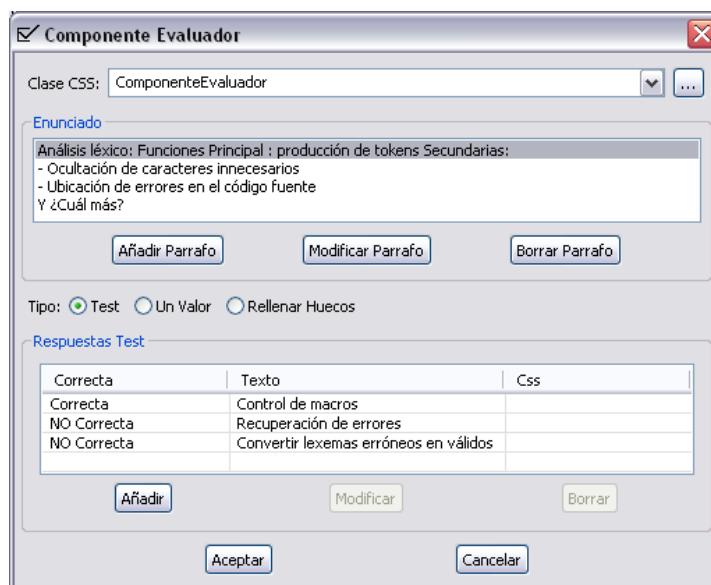 Componente Evaluador
Clase CSS: ComponenteEvaluador ...
Enunciado
Análisis léxico: Funciones Principal : producción de tokens Secundarias:
- Ocultación de caracteres innecesarios
- Ubicación de errores en el código fuente
Y ¿Cuál más?
Añadir Parrafo Modificar Parrafo Borrar Parrafo
Tipo: Test Un Valor Rellenar Huecos
Respuestas Test
Correcta Texto Css
Correcta Control de macros
NO Correcta Recuperación de errores
NO Correcta Convertir lexemas erróneos en válidos
Añadir Modificar Borrar
Aceptar Cancelar